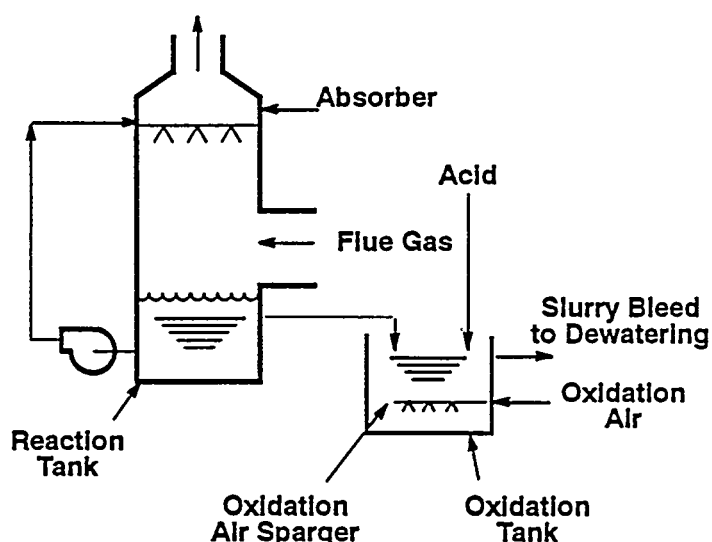 Absorber
Acid
Flue Gas
Slurry Bleed
to Dewatering
Oxidation
Air
Reaction
Tank
Oxidation
Air Sparger
Oxidation
Tank